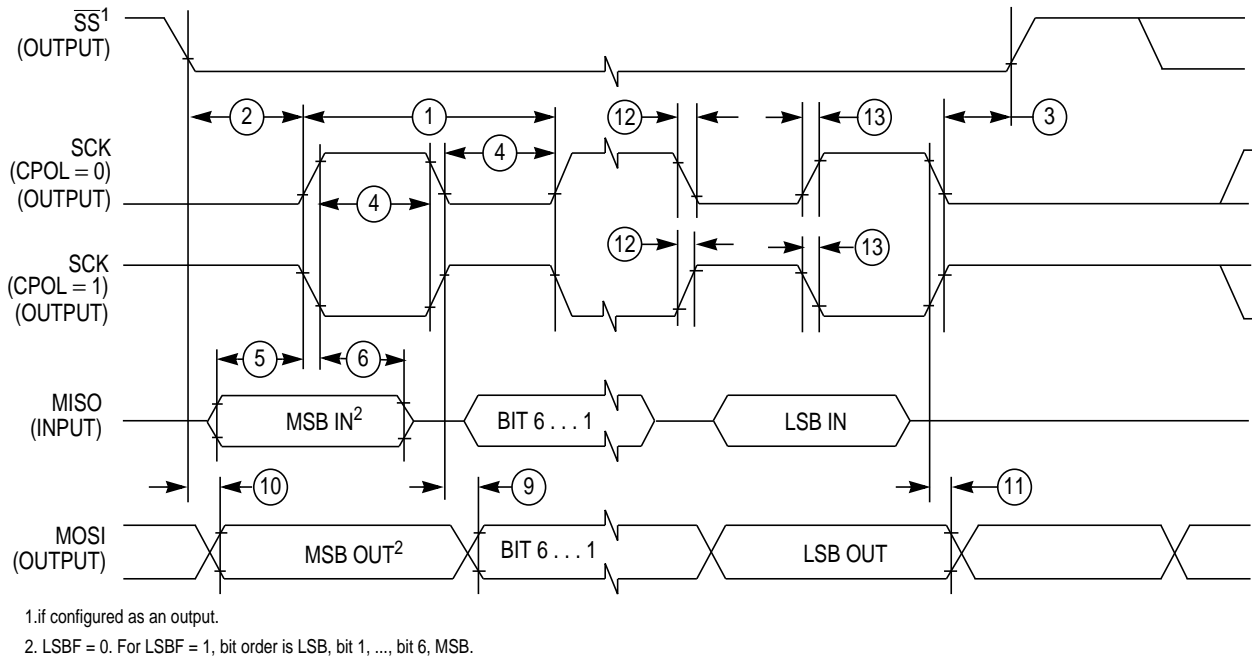 SS¹
(OUTPUT)
2
1
12
13
3
SCK
(CPOL = 0)
(OUTPUT)
4
4
SCK
(CPOL = 1)
(OUTPUT)
12
13
5
6
MISO
(INPUT)
MSB IN²
BIT 6 . . . 1
LSB IN
10
9
11
MOSI
(OUTPUT)
MSB OUT²
BIT 6 . . . 1
LSB OUT
1.if configured as an output.
2. LSBF = 0. For LSBF = 1, bit order is LSB, bit 1, ..., bit 6, MSB.